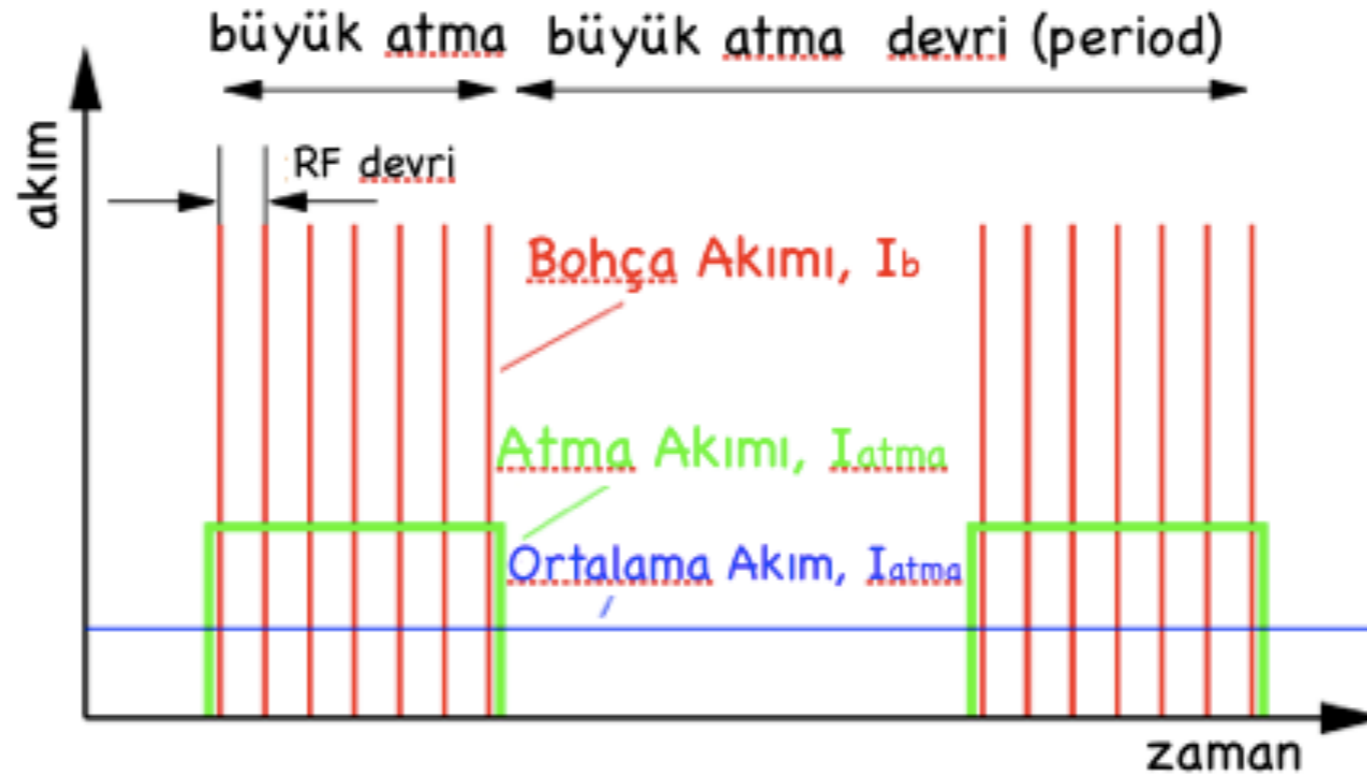 büyük atma
büyük atma devri (period)
akım
RF devri
Bohça Akımı, Ib
Atma Akımı, Iatma
Ortalama Akım, Iatma
zaman